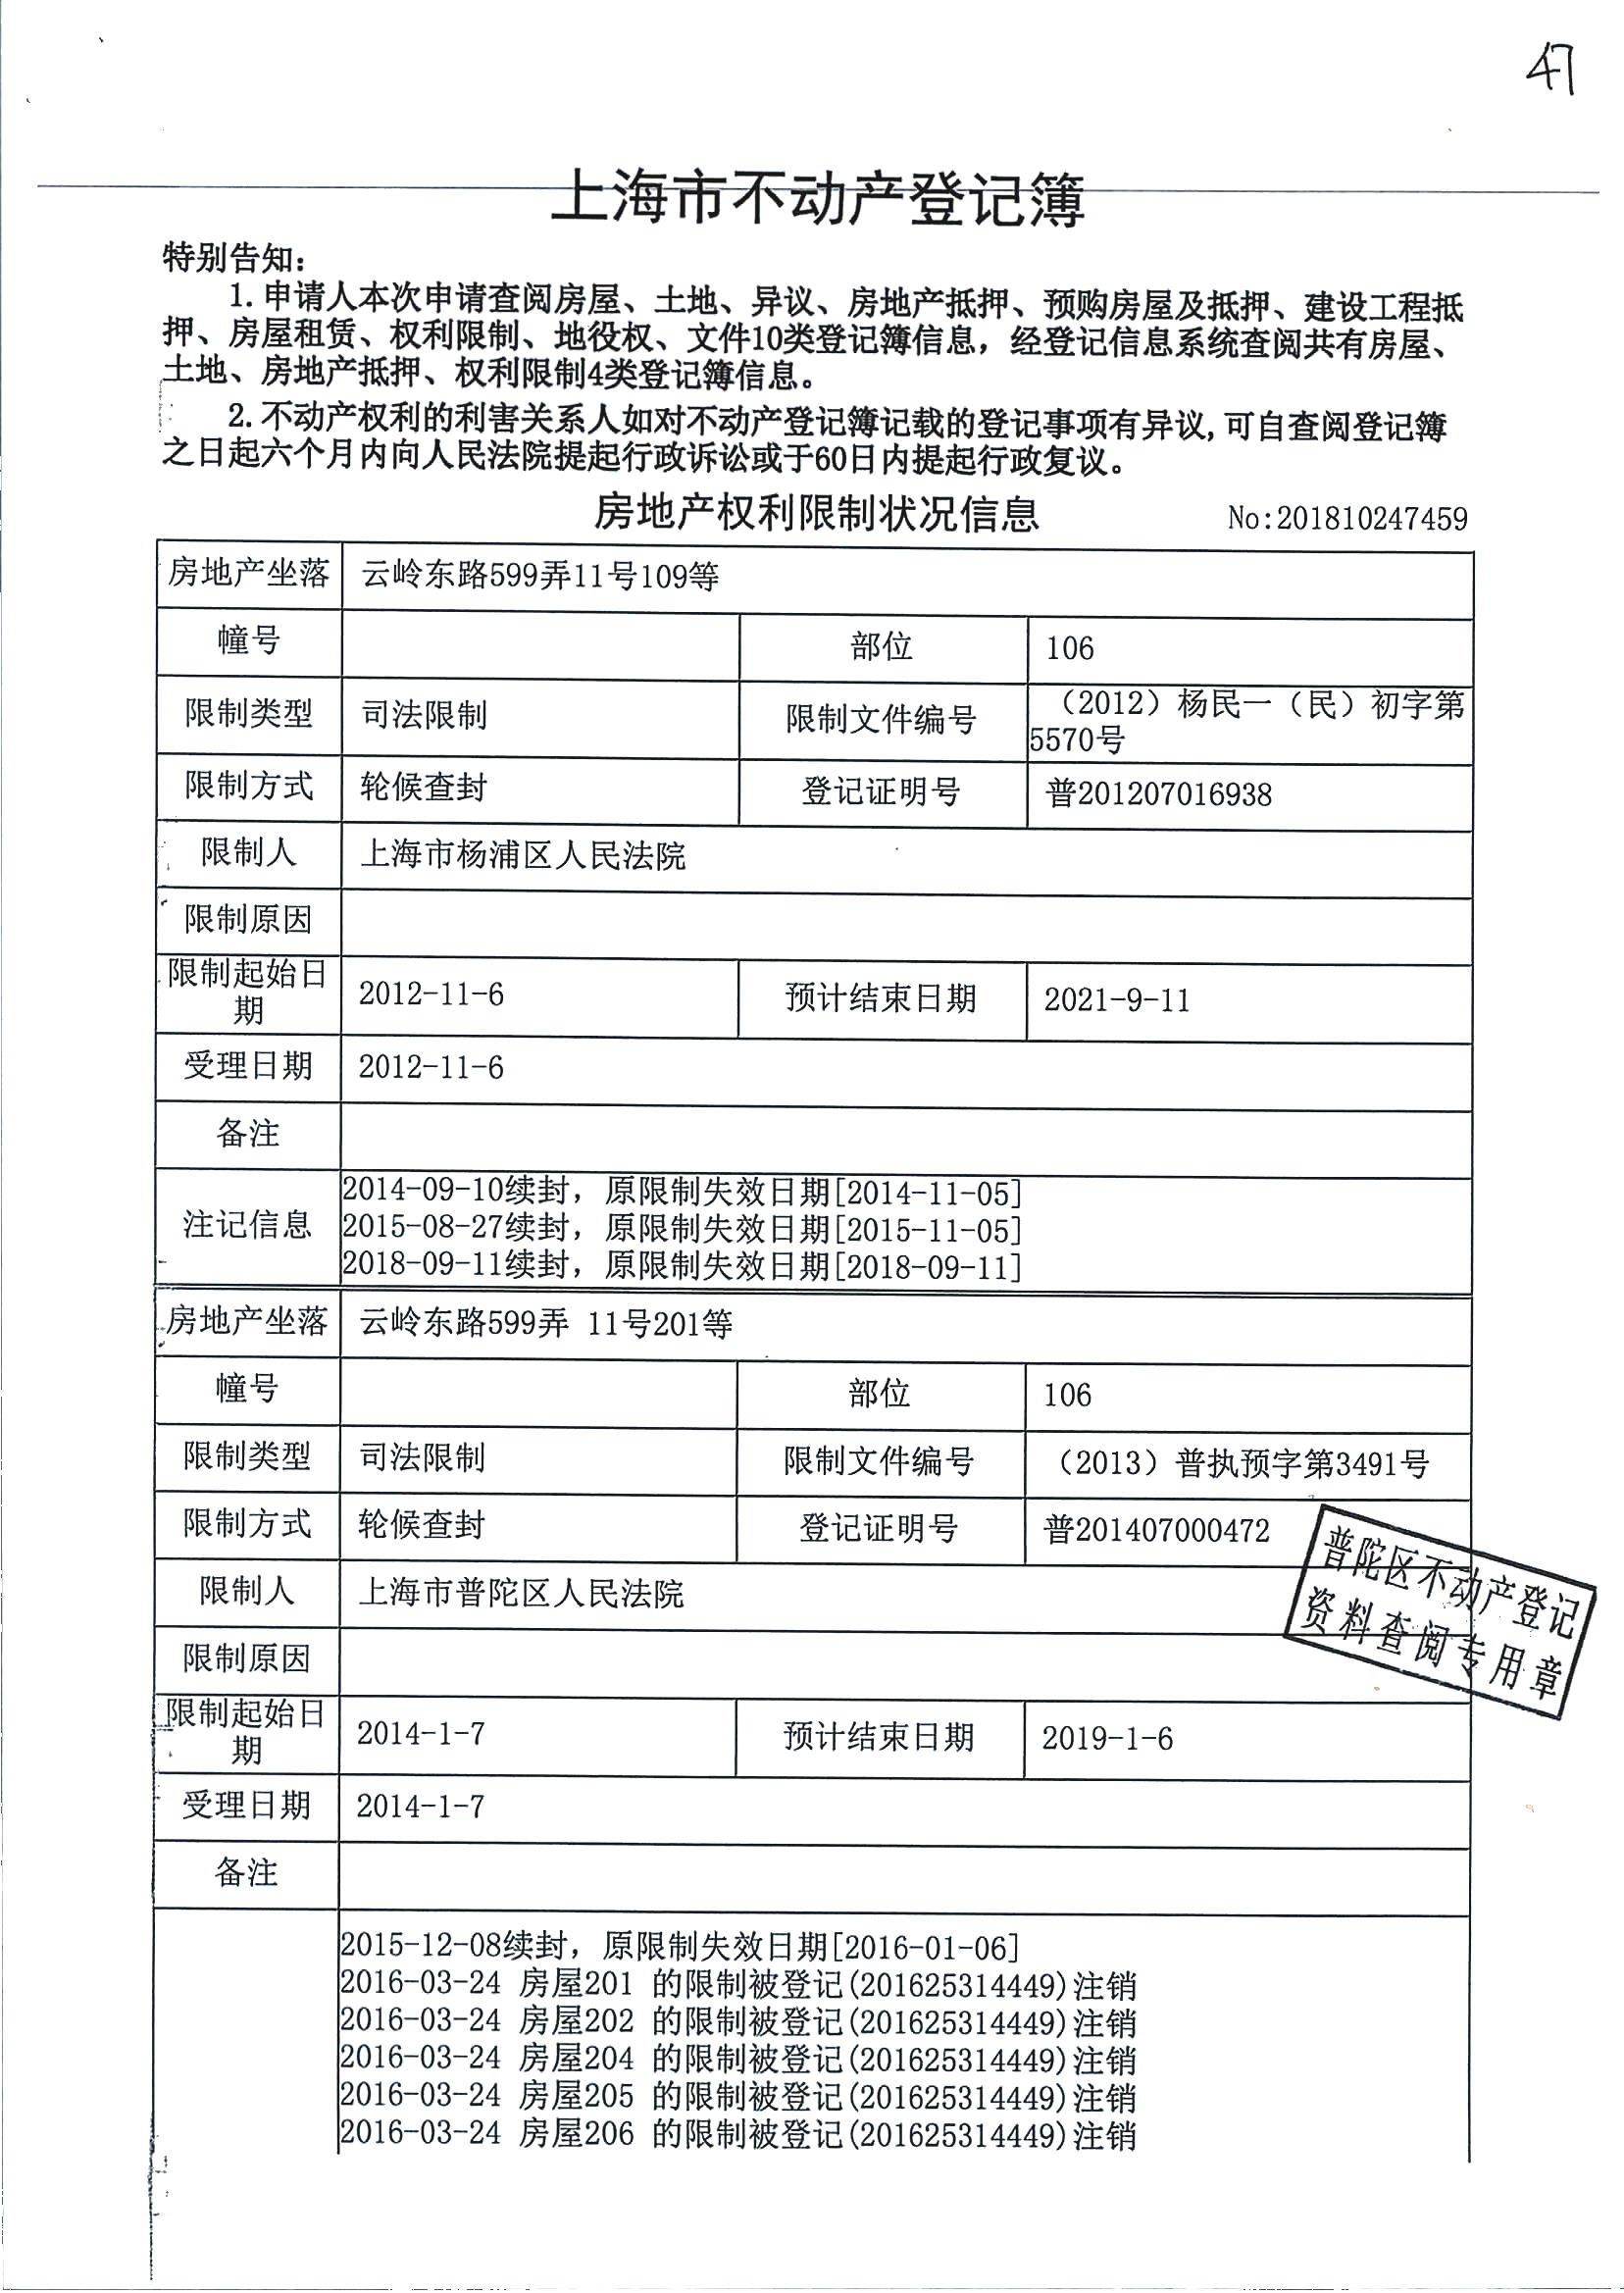 47
上海市不动产登记簿
特别告知：
1.申请人本次申请查阅房屋、土地、异议、房地产抵押、预购房屋及抵押、建设工程抵
押、房屋租赁、权利限制、地役权、文件10类登记簿信息，经登记信息系统查阅共有房屋、
土地、房地产抵押、权利限制4类登记簿信息。
2.不动产权利的利害关系人如对不动产登记簿记载的登记事项有异议,可自查阅登记簿
之日起六个月内向人民法院提起行政诉讼或于60日内提起行政复议。
房地产权利限制状况信息 No:201810247459
房地产坐落 云岭东路599弄11号109等
幢号 部位 106
限制类型 司法限制 限制文件编号 （2012）杨民一（民）初字第
5570号
限制方式 轮候查封 登记证明号 普201207016938
限制人 上海市杨浦区人民法院
限制原因
限制起始日
期 2012-11-6 预计结束日期 2021-9-11
受理日期 2012-11-6
备注
注记信息 2014-09-10续封，原限制失效日期[2014-11-05]
2015-08-27续封，原限制失效日期[2015-11-05]
2018-09-11续封，原限制失效日期[2018-09-11]
房地产坐落 云岭东路599弄 11号201等
幢号 部位 106
限制类型 司法限制 限制文件编号 （2013）普执预字第3491号
限制方式 轮候查封 登记证明号 普201407000472
限制人 上海市普陀区人民法院
普陀区不动产登记
资料查阅专用章
限制原因
限制起始日
期 2014-1-7 预计结束日期 2019-1-6
受理日期 2014-1-7
备注
2015-12-08续封，原限制失效日期[2016-01-06]
2016-03-24 房屋201 的限制被登记(201625314449)注销
2016-03-24 房屋202 的限制被登记(201625314449)注销
2016-03-24 房屋204 的限制被登记(201625314449)注销
2016-03-24 房屋205 的限制被登记(201625314449)注销
2016-03-24 房屋206 的限制被登记(201625314449)注销